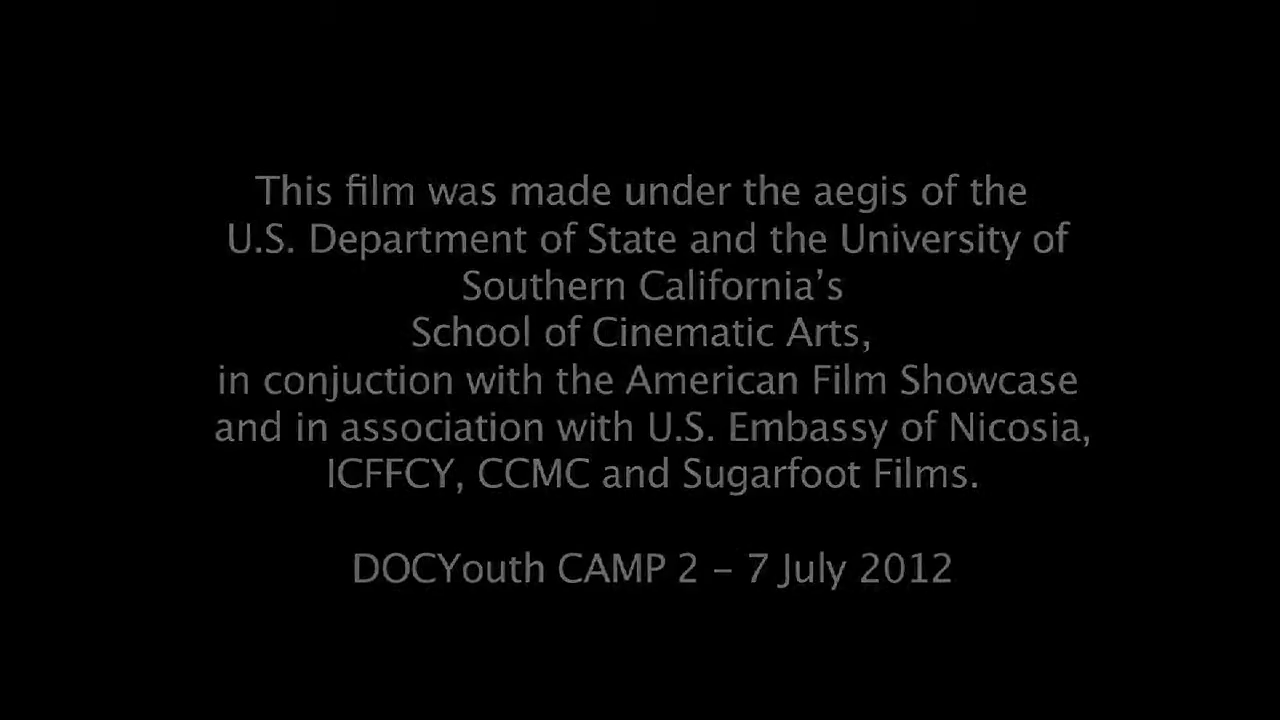 This film was made under the aegis of the
U.S. Department of State and the University of
Southern California’s
School of Cinematic Arts,
in conjuction with the American Film Showcase
and in association with U.S. Embassy of Nicosia,
ICFFCY, CCMC and Sugarfoot Films.
DOCYouth CAMP 2 – 7 July 2012